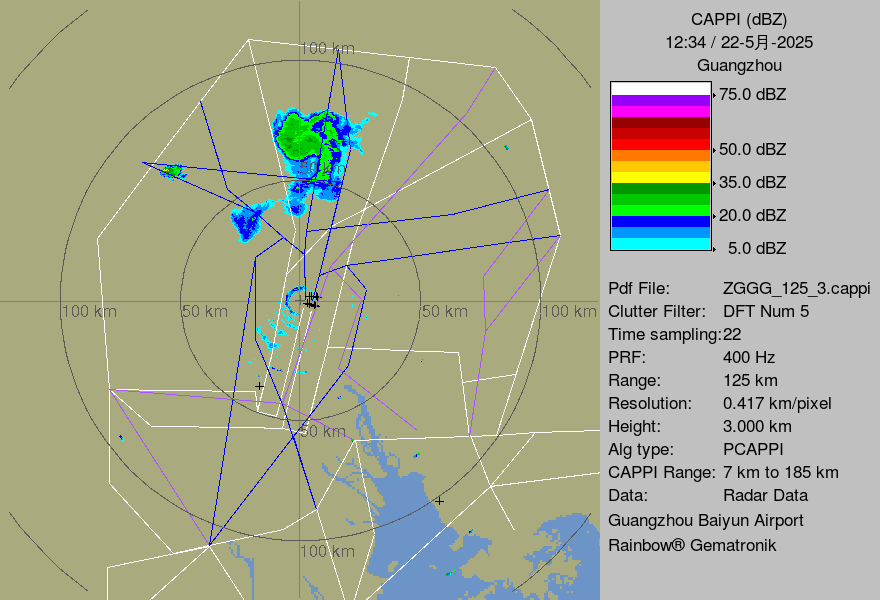 CAPPI (dBZ)
12:34 / 22-5月-2025
Guangzhou
75.0 dBZ
50.0 dBZ
35.0 dBZ
20.0 dBZ
5.0 dBZ
Pdf File: ZGGG_125_3.cappi
Clutter Filter: DFT Num 5
Time sampling:22
PRF: 400 Hz
Range: 125 km
Resolution: 0.417 km/pixel
Height: 3.000 km
Alg type: PCAPPI
CAPPI Range: 7 km to 185 km
Data: Radar Data
Guangzhou Baiyun Airport
Rainbow® Gematronik
100 km
100 km
50 km
50 km
100 km
50 km
100 km